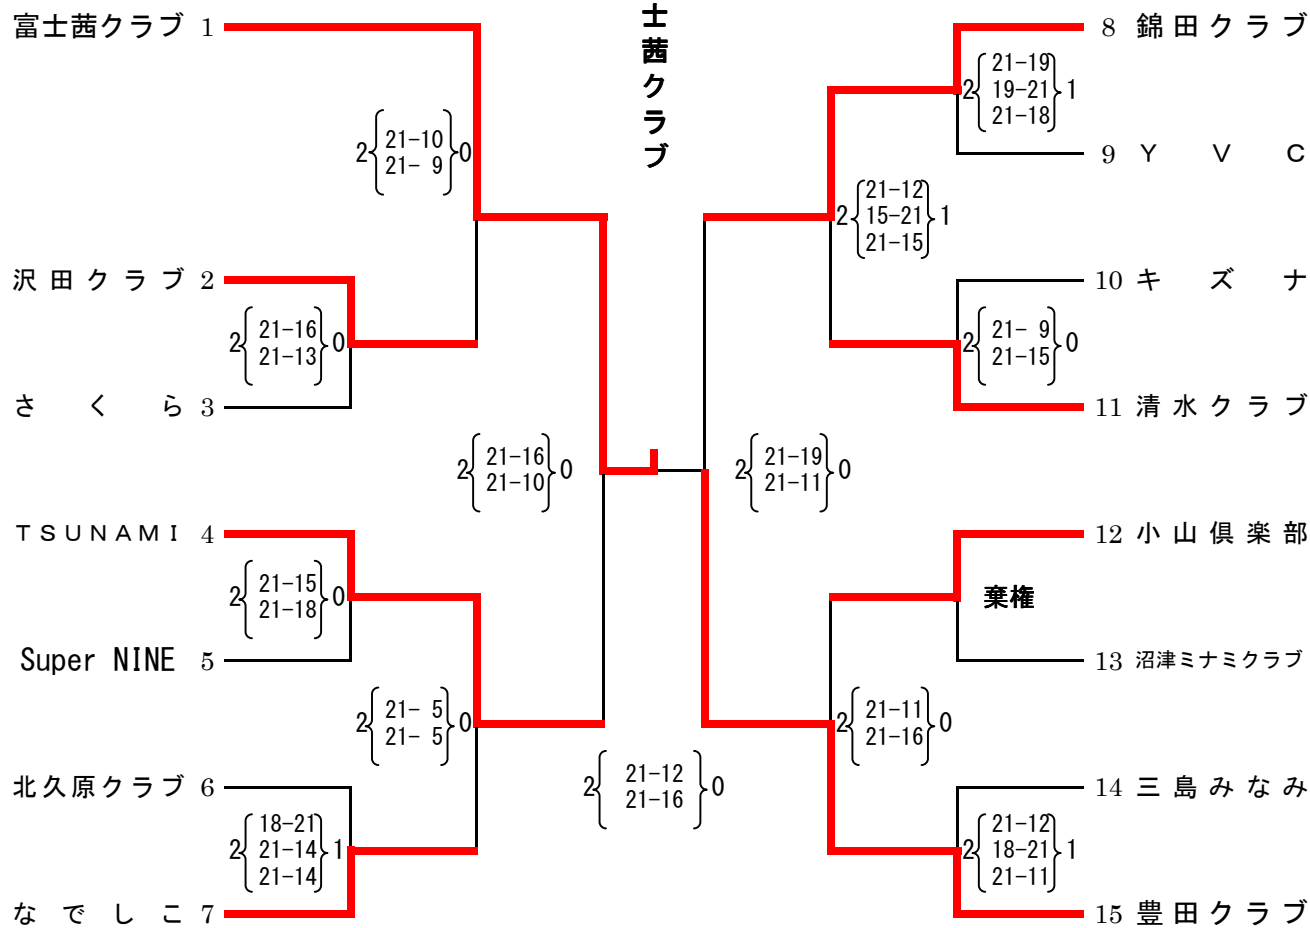 士茜クラブ
富士茜クラブ 1
2 21-10 0
21- 9
沢田クラブ 2
2 21-16 0
21-13
さくら 3
2 21-16 0
21-10
TSUNAMI 4
2 21-15 0
21-18
Super NINE 5
2 21- 5 0
21- 5
北久原クラブ 6
2 18-21 1
21-14
21-14
なでしこ 7
2 21-12 0
21-16
8 錦田クラブ
2 21-19 1
19-21
21-18
9 YVC
2 21-12 1
15-21
21-15
10 キズナ
2 21- 9 0
21-15
11 清水クラブ
2 21-19 0
21-11
12 小山倶楽部
棄権
13 沼津ミナミクラブ
2 21-11 0
21-16
14 三島みなみ
2 21-12 1
18-21
21-11
15 豊田クラブ